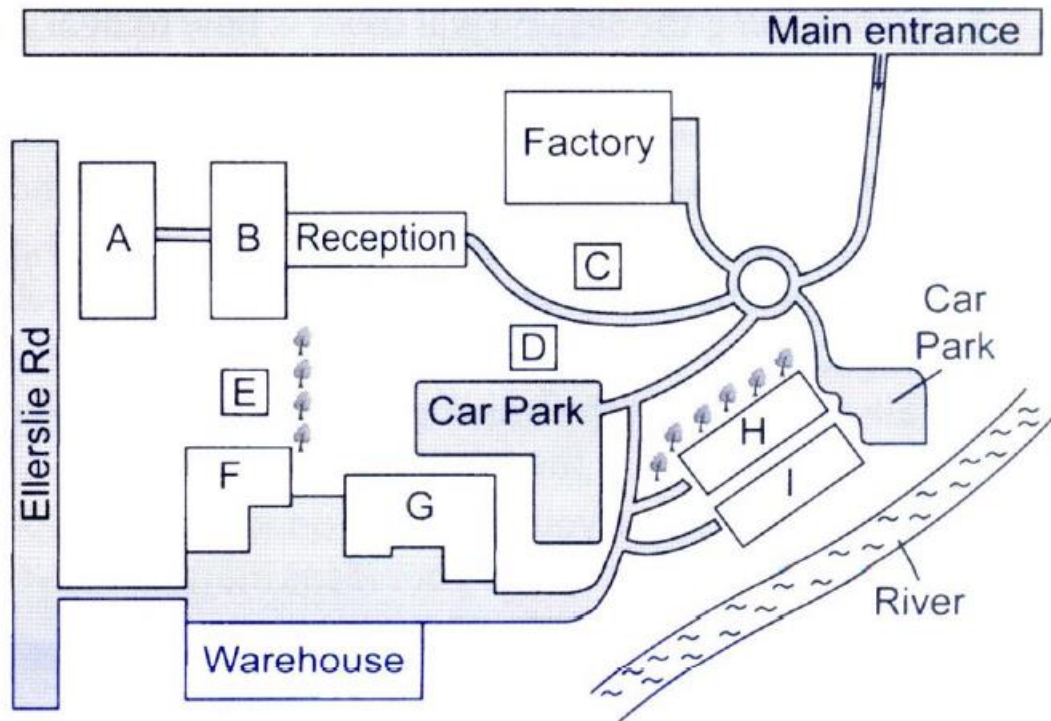 Main entrance
Factory
A
B
Reception
C
Car
Park
Ellerslie Rd
D
E
Car Park
H
F
G
I
River
Warehouse